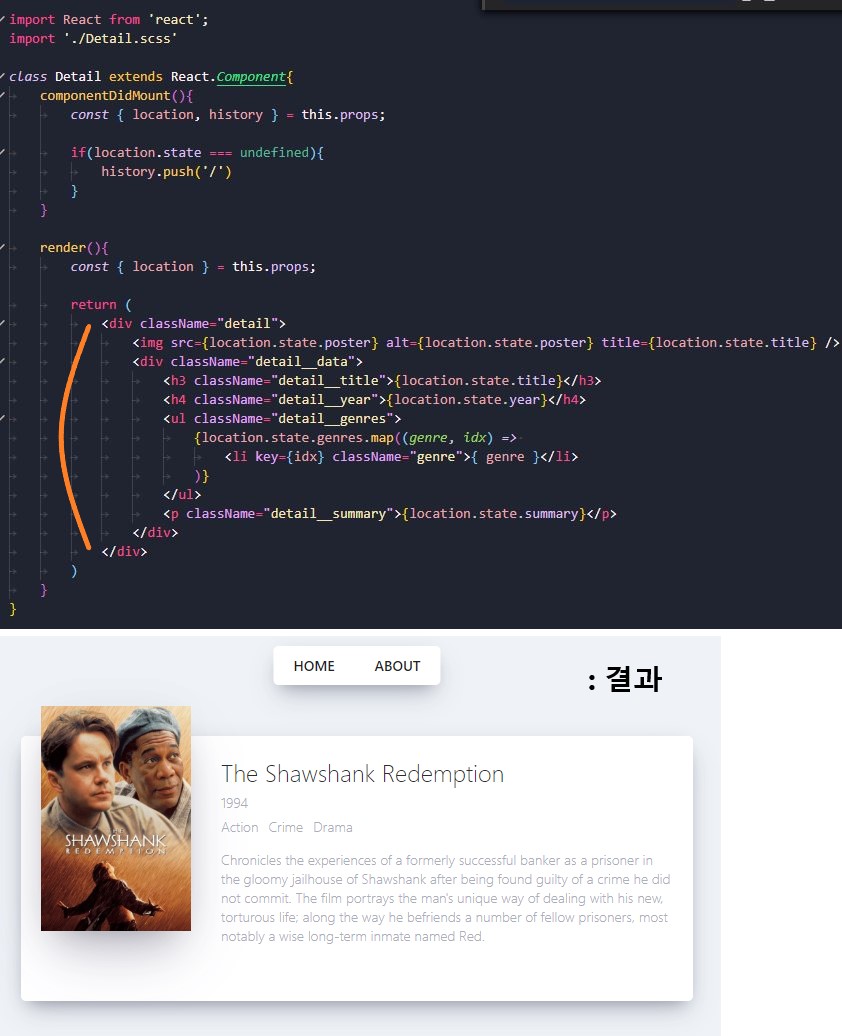 import React from 'react';
import './Detail.scss'
class Detail extends React.Component{
componentDidMount(){
const { location, history } = this.props;
if(location.state === undefined){
history.push('/')
}
}
render(){
const { location } = this.props;
return (
<div className="detail">
<img src={location.state.poster} alt={location.state.poster} title={location.state.title} />
<div className="detail__data">
<h3 className="detail__title">{location.state.title}</h3>
<h4 className="detail__year">{location.state.year}</h4>
<ul className="detail__genres">
{location.state.genres.map((genre, idx) =>
<li key={idx} className="genre">{ genre }</li>
)}
</ul>
<p className="detail__summary">{location.state.summary}</p>
</div>
</div>
)
}
}
HOME ABOUT
: 결과
THE
SHAWSHANK
REDEMPTION
The Shawshank Redemption
1994
Action Crime Drama
Chronicles the experiences of a formerly successful banker as a prisoner in
the gloomy jailhouse of Shawshank after being found guilty of a crime he did
not commit. The film portrays the man's unique way of dealing with his new,
torturous life; along the way he befriends a number of fellow prisoners, most
notably a wise long-term inmate named Red.